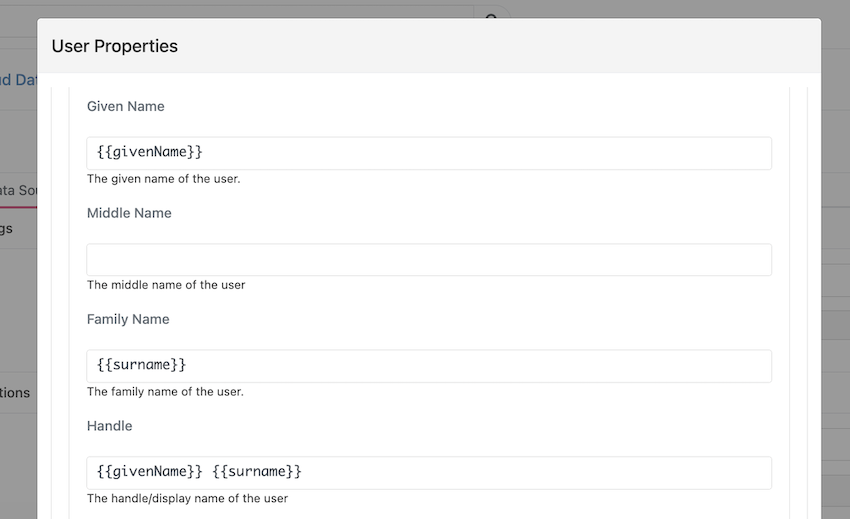 User Properties
ud Dat
Given Name
{{givenName}}
The given name of the user.
Middle Name
ata Sou
gs
The middle name of the user
Family Name
{{surname}}
The family name of the user.
tions
Handle
{{givenName}} {{surname}}
The handle/display name of the user